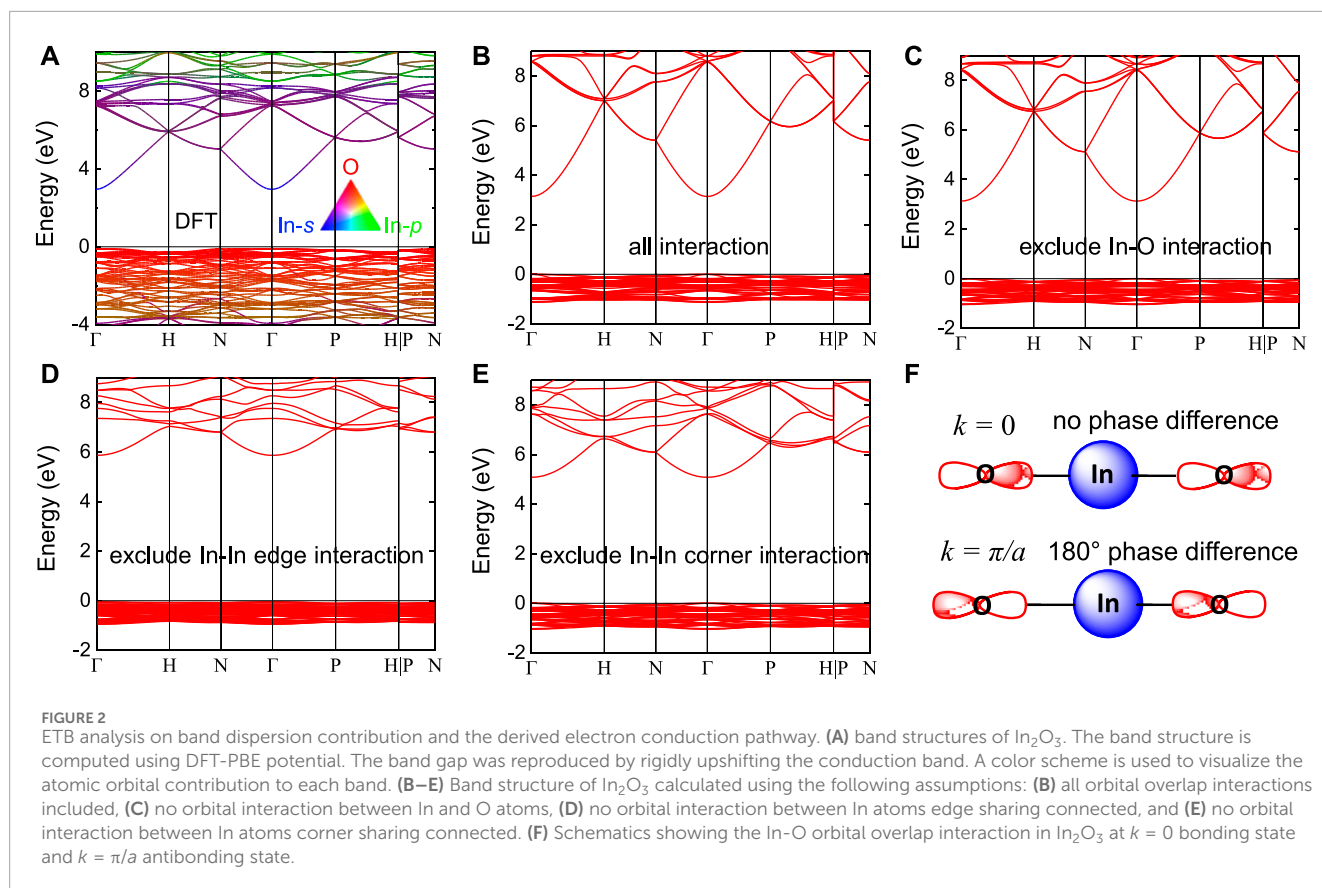 A
Energy (eV)
8
4
0
-4
DFT
O
In-s
In-p
Γ H N Γ P H|P N
B
Energy (eV)
8
6
4
2
0
-2
all interaction
Γ H N Γ P H|P N
C
Energy (eV)
8
6
4
2
0
-2
exclude In-O interaction
Γ H N Γ P H|P N
D
Energy (eV)
8
6
4
2
0
-2
exclude In-In edge interaction
Γ H N Γ P H|P N
E
Energy (eV)
8
6
4
2
0
-2
exclude In-In corner interaction
Γ H N Γ P H|P N
F
k = 0 no phase difference
O In O
k = π/a 180° phase difference
O In O
FIGURE 2
ETB analysis on band dispersion contribution and the derived electron conduction pathway. (A) band structures of In₂O₃. The band structure is
computed using DFT-PBE potential. The band gap was reproduced by rigidly upshifting the conduction band. A color scheme is used to visualize the
atomic orbital contribution to each band. (B–E) Band structure of In₂O₃ calculated using the following assumptions: (B) all orbital overlap interactions
included, (C) no orbital interaction between In and O atoms, (D) no orbital interaction between In atoms edge sharing connected, and (E) no orbital
interaction between In atoms corner sharing connected. (F) Schematics showing the In-O orbital overlap interaction in In₂O₃ at k = 0 bonding state
and k = π/a antibonding state.